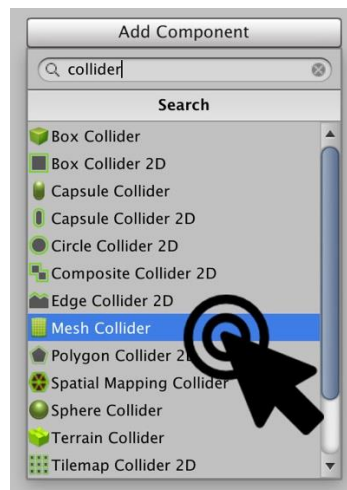 Add Component
collider
Search
Box Collider
Box Collider 2D
Capsule Collider
Capsule Collider 2D
Circle Collider 2D
Composite Collider 2D
Edge Collider 2D
Mesh Collider
Polygon Collider 2D
Spatial Mapping Collider
Sphere Collider
Terrain Collider
Tilemap Collider 2D